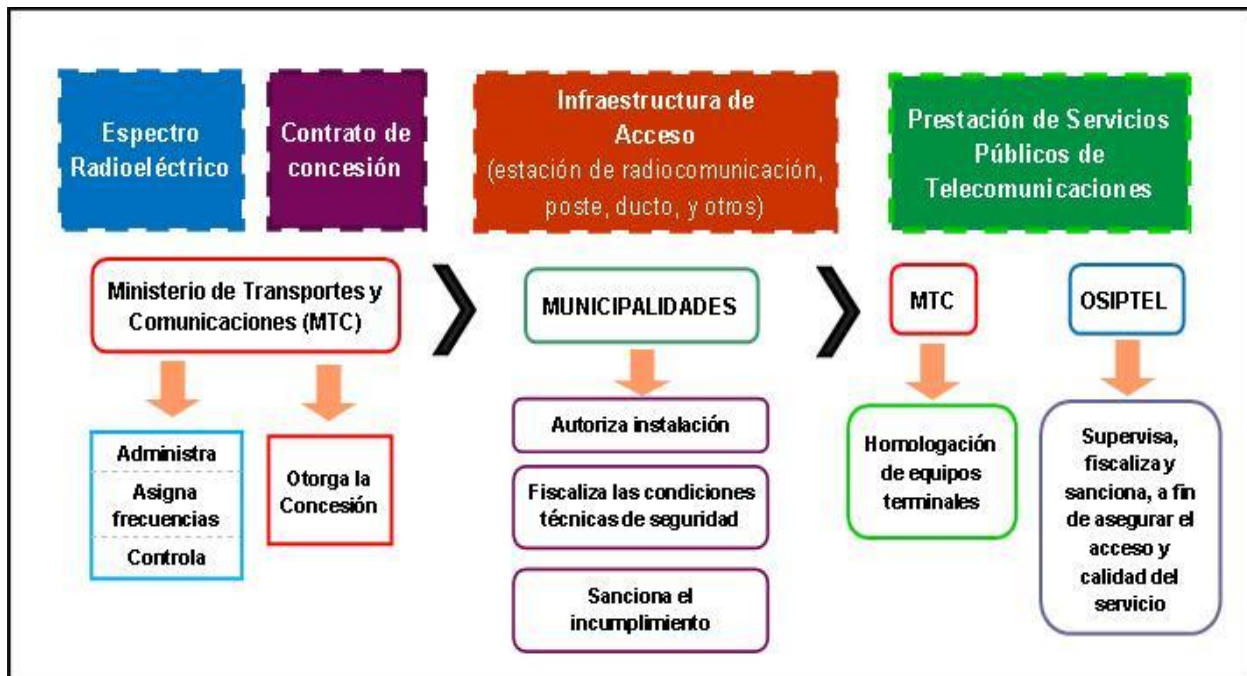 Espectro
Radioeléctrico
Contrato de
concesión
Infraestructura de
Acceso
(estación de radiocomunicación,
poste, ducto, y otros)
Prestación de Servicios
Públicos de
Telecomunicaciones
Ministerio de Transportes y
Comunicaciones (MTC)
MUNICIPALIDADES
MTC
OSIPTEL
Administra
Asigna
frecuencias
Controla
Otorga la
Concesión
Autoriza instalación
Fiscaliza las condiciones
técnicas de seguridad
Sanciona el
incumplimiento
Homologación
de equipos
terminales
Supervisa,
fiscaliza y
sanciona, a fin
de asegurar el
acceso y
calidad del
servicio